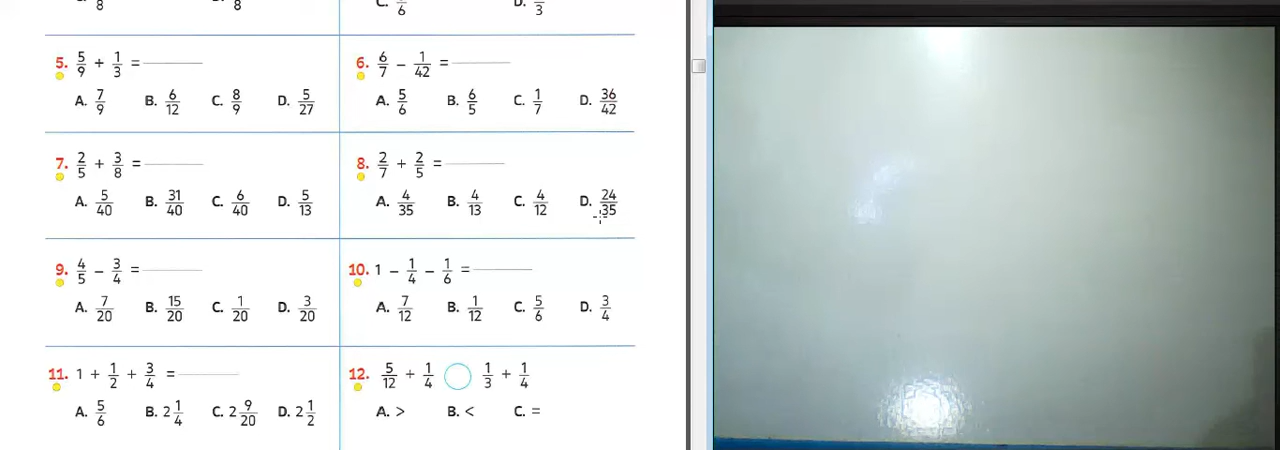 8 8 C. 6 D. 3
5. 5/9 + 1/3 =
A. 7/9 B. 6/12 C. 8/9 D. 5/27
6. 6/7 − 1/42 =
A. 5/6 B. 6/5 C. 1/7 D. 36/42
7. 2/5 + 3/8 =
A. 5/40 B. 31/40 C. 6/40 D. 5/13
8. 2/7 + 2/5 =
A. 4/35 B. 4/13 C. 4/12 D. 24/35
9. 4/5 − 3/4 =
A. 7/20 B. 15/20 C. 1/20 D. 3/20
10. 1 − 1/4 − 1/6 =
A. 7/12 B. 1/12 C. 5/6 D. 3/4
11. 1 + 1/2 + 3/4 =
A. 5/6 B. 2 1/4 C. 2 9/20 D. 2 1/2
12. 5/12 + 1/4 ◯ 1/3 + 1/4
A. > B. < C. =